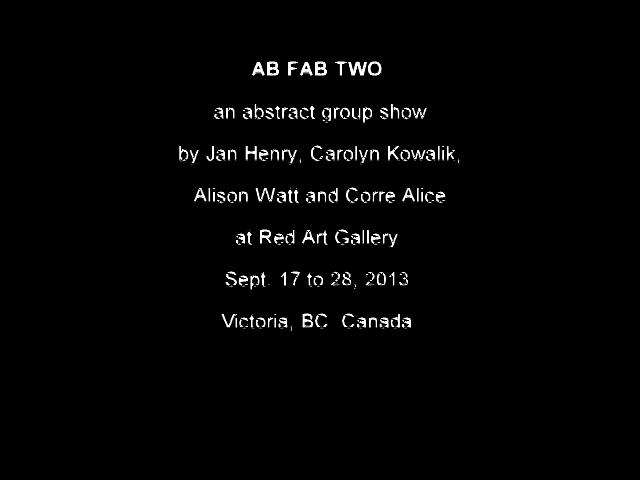 AB FAB TWO
an abstract group show
by Jan Henry, Carolyn Kowalik,
Alison Watt and Corre Alice
at Red Art Gallery
Sept. 17 to 28, 2013
Victoria, BC  Canada